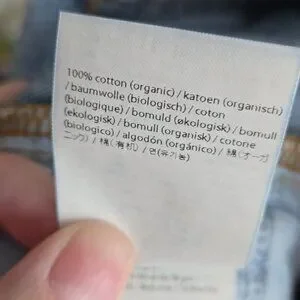 100% cotton (organic) / katoen (organisch)
/ baumwolle (biologisch) / coton
(biologique) / bomuld (økologisk) / bomull
(ekologisk) / bomull (organisk) / cotone
(biologico) / algodón (orgánico) / 綿 (オーガ
ニック) / 棉 (有机) / 면(유기농)